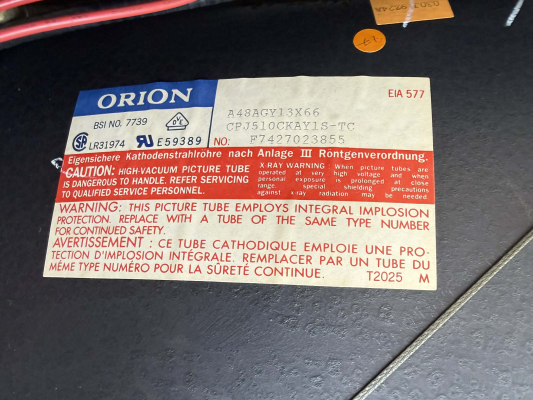 ORION
EIA 577
BSI NO. 7739
A48AGY13X66
CPJ510CKAY1S-TC
LR31974 E59389 NO: F7427023855
Eigensichere Kathodenstrahlrohre nach Anlage III Röntgenverordnung.
CAUTION: HIGH-VACUUM PICTURE TUBE
IS DANGEROUS TO HANDLE. REFER SERVICING
TO QUALIFIED SERVICE PERSONNEL.
X RAY WARNING: When picture tubes are
operated at very high voltage and when
personal exposure is prolonged at close
range, special shielding precautions
against x-ray radiation may be needed
WARNING: THIS PICTURE TUBE EMPLOYS INTEGRAL IMPLOSION
PROTECTION. REPLACE WITH A TUBE OF THE SAME TYPE NUMBER
FOR CONTINUED SAFETY.
AVERTISSEMENT : CE TUBE CATHODIQUE EMPLOIE UNE PRO-
TECTION D'IMPLOSION INTÉGRALE. REMPLACER PAR UN TUBE DU
MÊME TYPE NUMÉRO POUR LA SÛRETÉ CONTINUE.
T2025 M